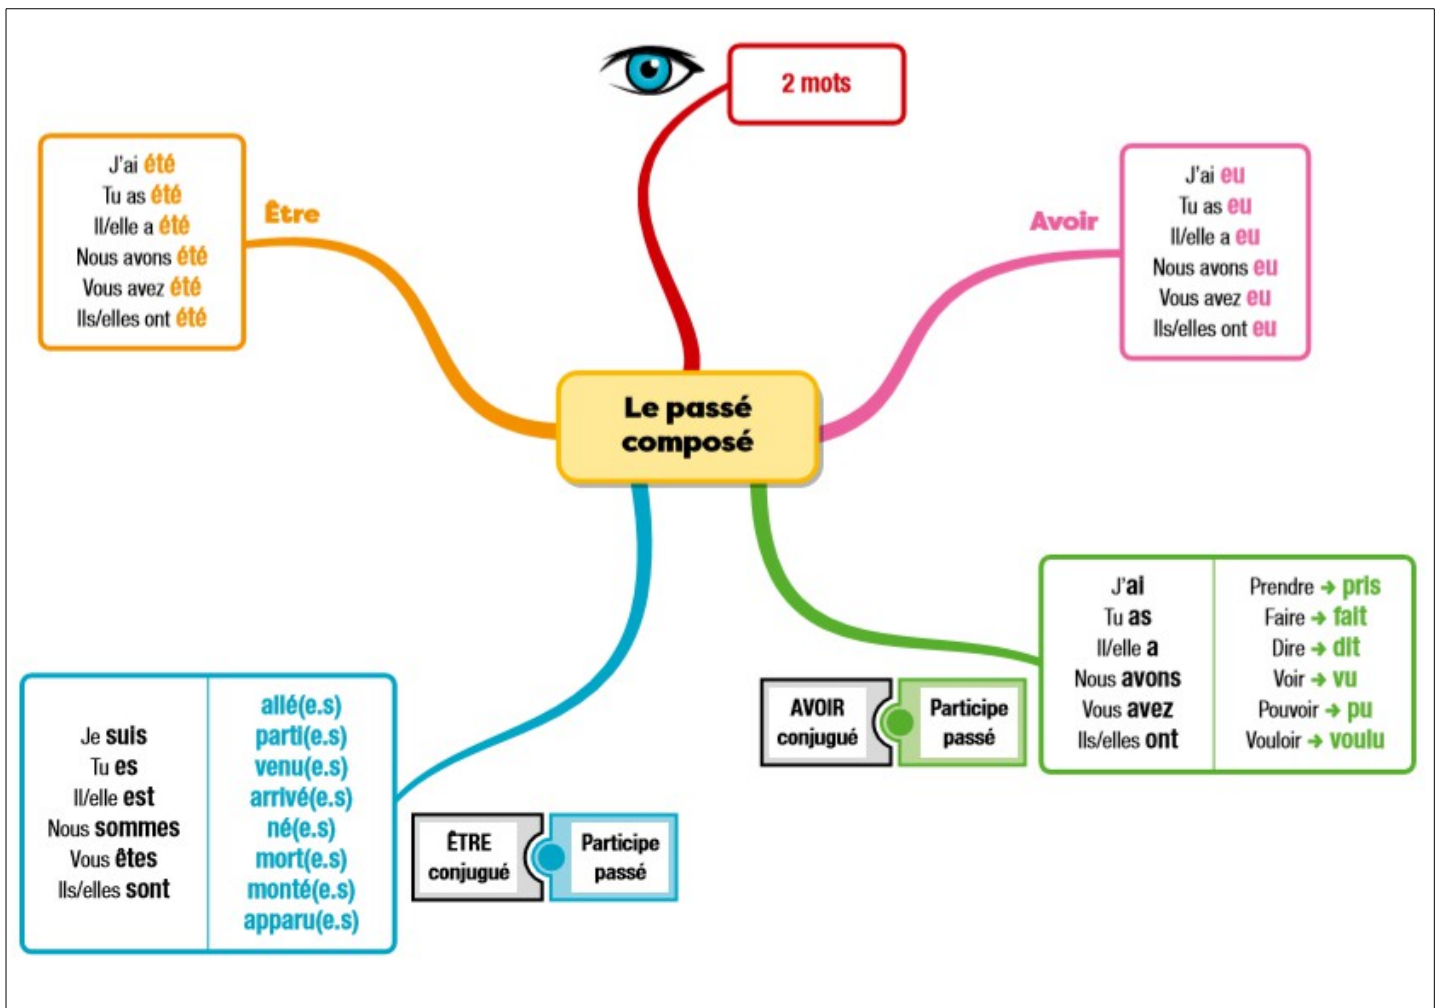 2 mots
J'ai été
Tu as été
Il/elle a été
Nous avons été
Vous avez été
Ils/elles ont été
Être
Avoir
J'ai eu
Tu as eu
Il/elle a eu
Nous avons eu
Vous avez eu
Ils/elles ont eu
Le passé
composé
J'ai
Tu as
Il/elle a
Nous avons
Vous avez
Ils/elles ont
Prendre → pris
Faire → fait
Dire → dit
Voir → vu
Pouvoir → pu
Vouloir → voulu
AVOIR
conjugué
Participe
passé
Je suis
Tu es
Il/elle est
Nous sommes
Vous êtes
Ils/elles sont
allé(e.s)
parti(e.s)
venu(e.s)
arrivé(e.s)
né(e.s)
mort(e.s)
monté(e.s)
apparu(e.s)
ÊTRE
conjugué
Participe
passé